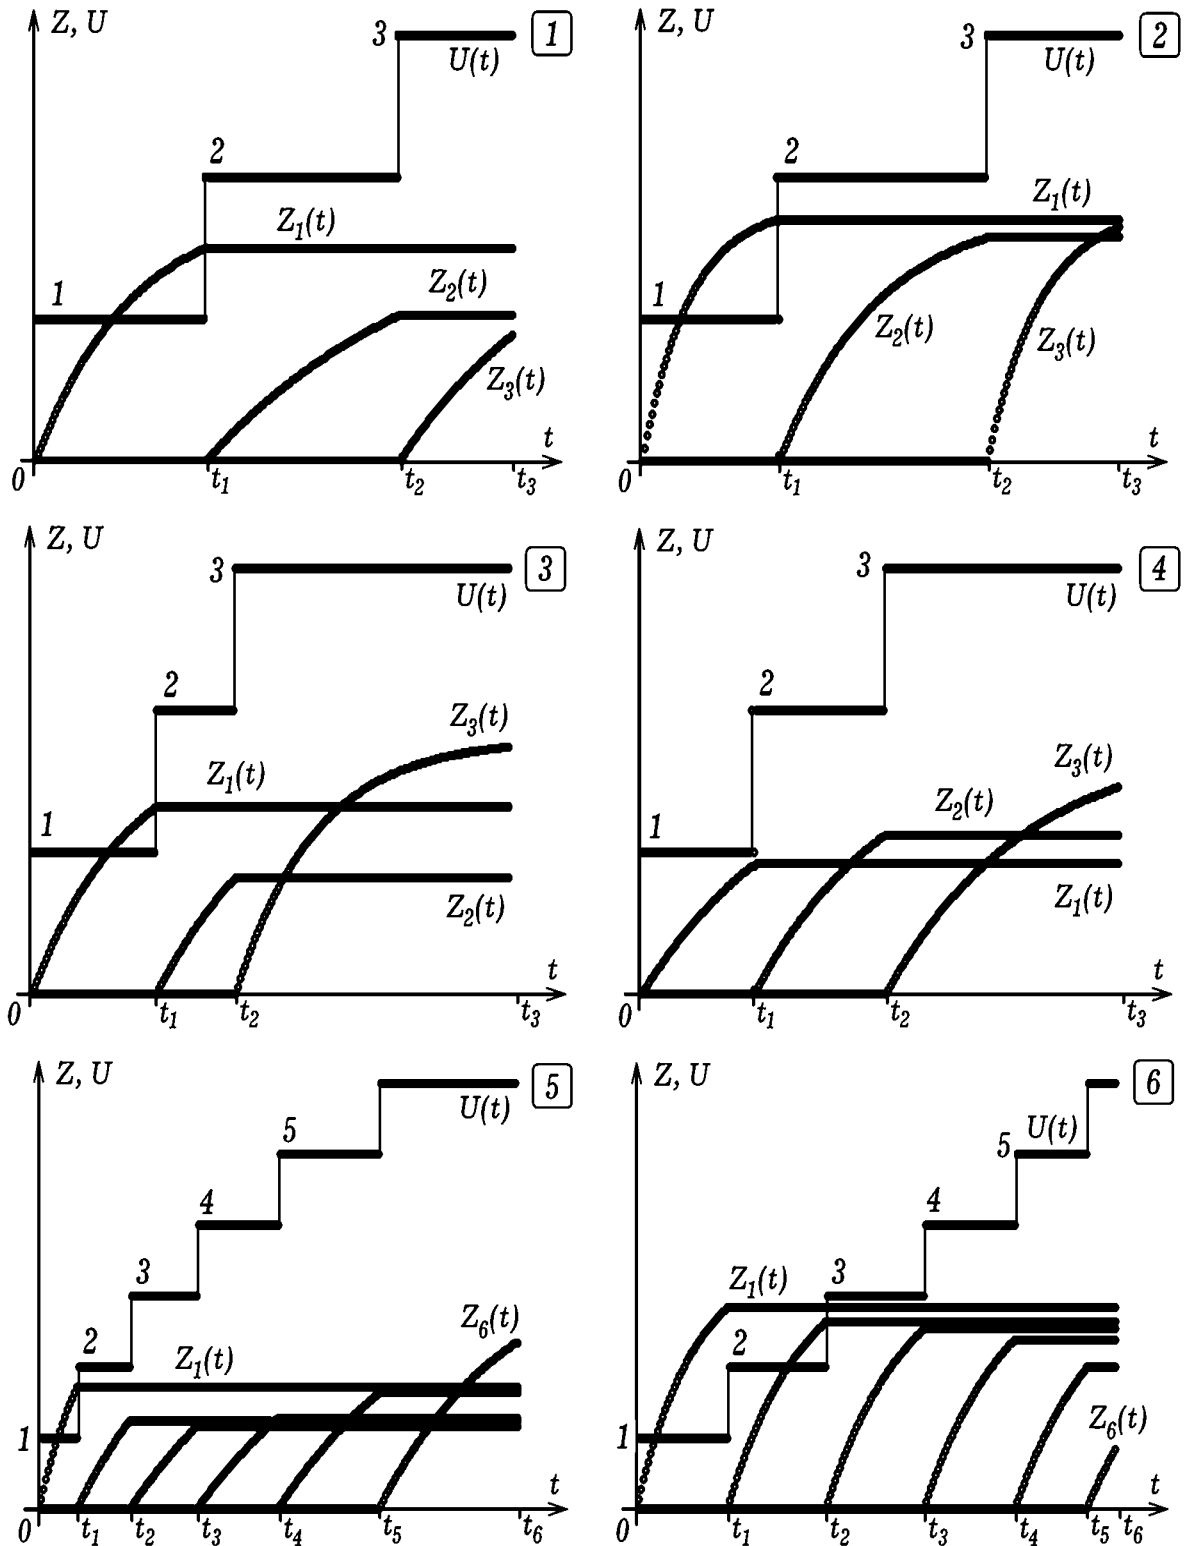 Z, U
3
1
U(t)
2
Z1(t)
1
Z2(t)
Z3(t)
t
0
t1
t2
t3
Z, U
3
2
U(t)
2
Z1(t)
1
Z2(t)
Z3(t)
t
0
t1
t2
t3
Z, U
3
3
U(t)
2
Z3(t)
Z1(t)
1
Z2(t)
t
0
t1
t2
t3
Z, U
3
4
U(t)
2
Z3(t)
Z2(t)
1
Z1(t)
t
0
t1
t2
t3
Z, U
5
U(t)
5
4
3
Z6(t)
2
Z1(t)
1
t
0
t1
t2
t3
t4
t5
t6
Z, U
6
5
U(t)
4
Z1(t)
3
2
Z6(t)
1
t
0
t1
t2
t3
t4
t5
t6